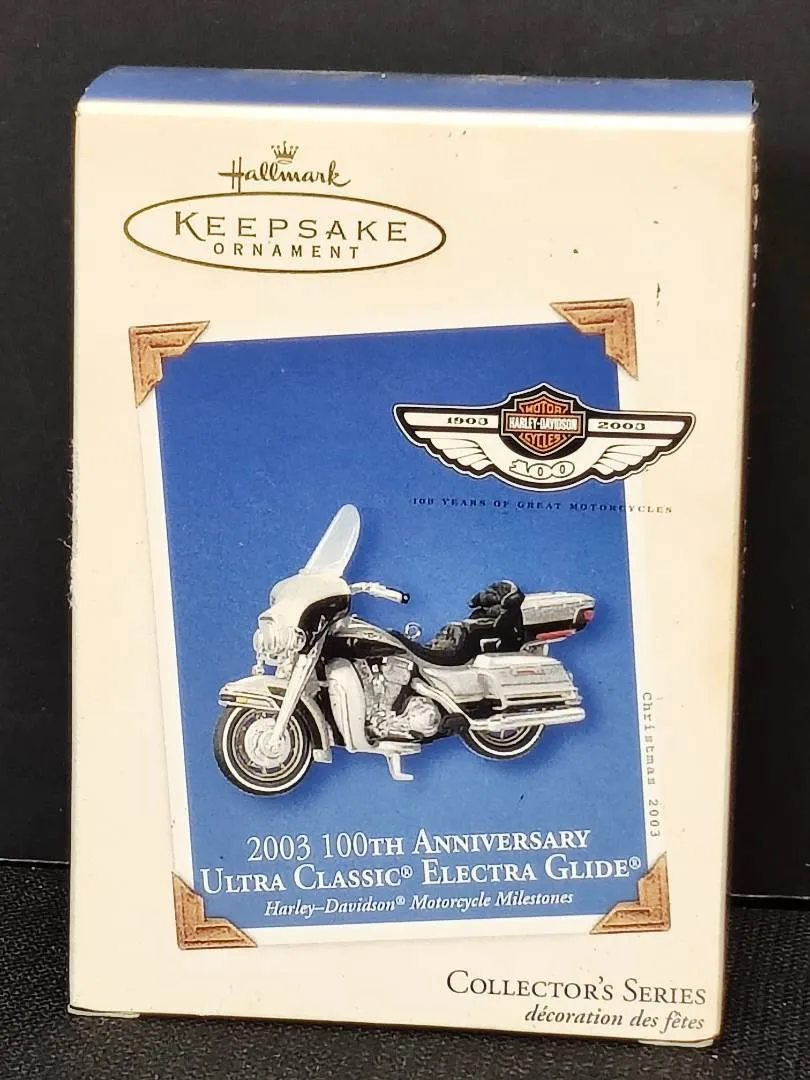 Hallmark
KEEPSAKE
ORNAMENT
MOTOR
1903 HARLEY-DAVIDSON 2003
CYCLES
100
100 YEARS OF GREAT MOTORCYCLES
Christmas 2003
2003 100TH ANNIVERSARY
ULTRA CLASSIC® ELECTRA GLIDE®
Harley-Davidson® Motorcycle Milestones
COLLECTOR'S SERIES
décoration des fêtes